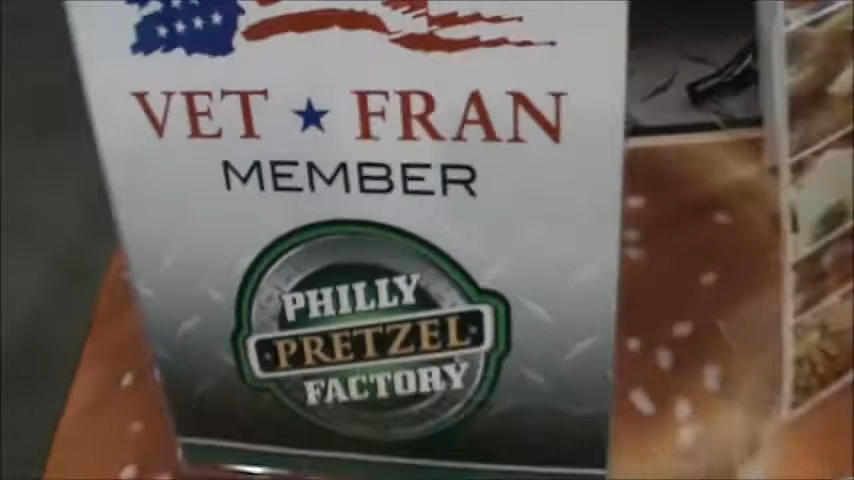 VET ★ FRAN
MEMBER
PHILLY
PRETZEL
FACTORY